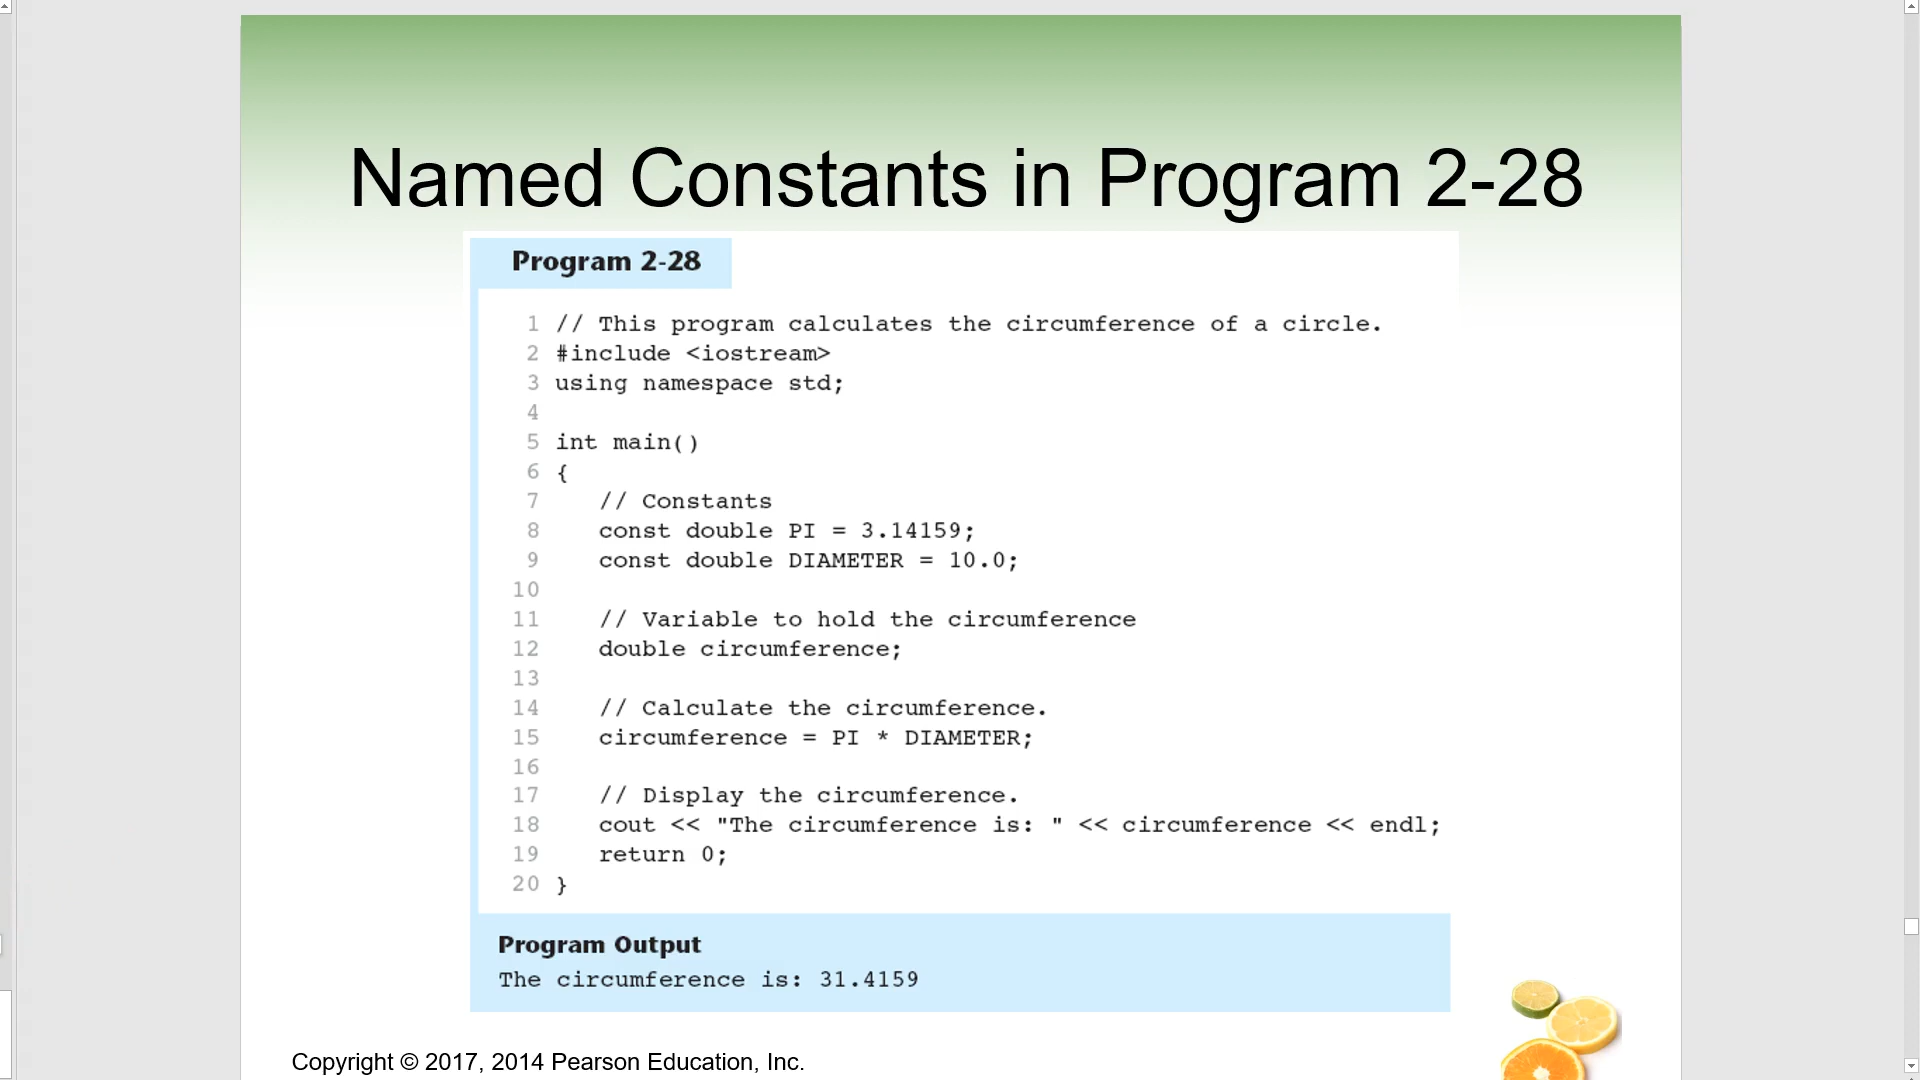 Named Constants in Program 2-28
Program 2-28
1 // This program calculates the circumference of a circle.
2 #include <iostream>
3 using namespace std;
4
5 int main()
6 {
7    // Constants
8    const double PI = 3.14159;
9    const double DIAMETER = 10.0;
10
11    // Variable to hold the circumference
12    double circumference;
13
14    // Calculate the circumference.
15    circumference = PI * DIAMETER;
16
17    // Display the circumference.
18    cout << "The circumference is: " << circumference << endl;
19    return 0;
20 }
Program Output
The circumference is: 31.4159
Copyright © 2017, 2014 Pearson Education, Inc.